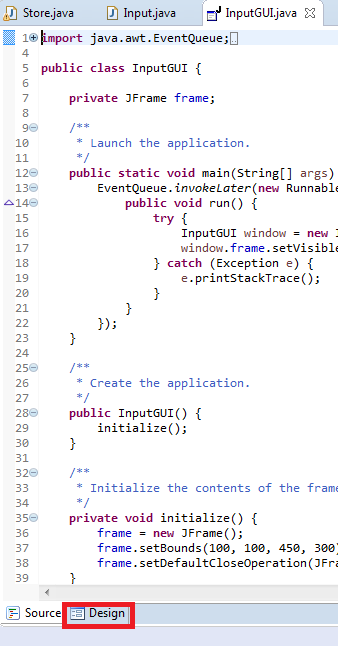 Store.java Input.java InputGUI.java
1 import java.awt.EventQueue;
4
5 public class InputGUI {
6
7 private JFrame frame;
8
9 /**
10 * Launch the application.
11 */
12 public static void main(String[] args)
13 EventQueue.invokeLater(new Runnable
14 public void run() {
15 try {
16 InputGUI window = new I
17 window.frame.setVisible
18 } catch (Exception e) {
19 e.printStackTrace();
20 }
21 }
22 });
23 }
24
25 /**
26 * Create the application.
27 */
28 public InputGUI() {
29 initialize();
30 }
31
32 /**
33 * Initialize the contents of the frame
34 */
35 private void initialize() {
36 frame = new JFrame();
37 frame.setBounds(100, 100, 450, 300)
38 frame.setDefaultCloseOperation(JFra
39 }
Source Design